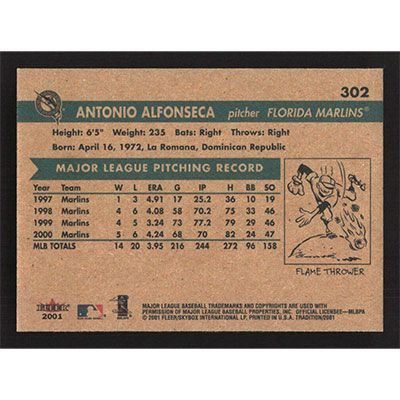 302
ANTONIO ALFONSECA pitcher FLORIDA MARLINS®
Height: 6'5" Weight: 235 Bats: Right Throws: Right
Born: April 16, 1972, La Romana, Dominican Republic
MAJOR LEAGUE PITCHING RECORD
Year Team W L ERA G IP H BB SO
1997 Marlins 1 3 4.91 17 25.2 36 10 19
1998 Marlins 4 6 4.08 58 70.2 33 46
1999 Marlins 4 5 3.24 73 77.2 79 29 46
2000 Marlins 5 6 4.24 68 70 82 24 47
MLB TOTALS 14 20 3.95 216 244 272 96 158
FLAME THROWER
FLEER
2001
MAJOR LEAGUE BASEBALL TRADEMARKS AND COPYRIGHTS ARE USED WITH
PERMISSION OF MAJOR LEAGUE BASEBALL PROPERTIES, INC. OFFICIAL LICENSEE—MLBPA
© 2001 FLEER/SKYBOX INTERNATIONAL LP, PRINTED IN USA. TRADITION/2001